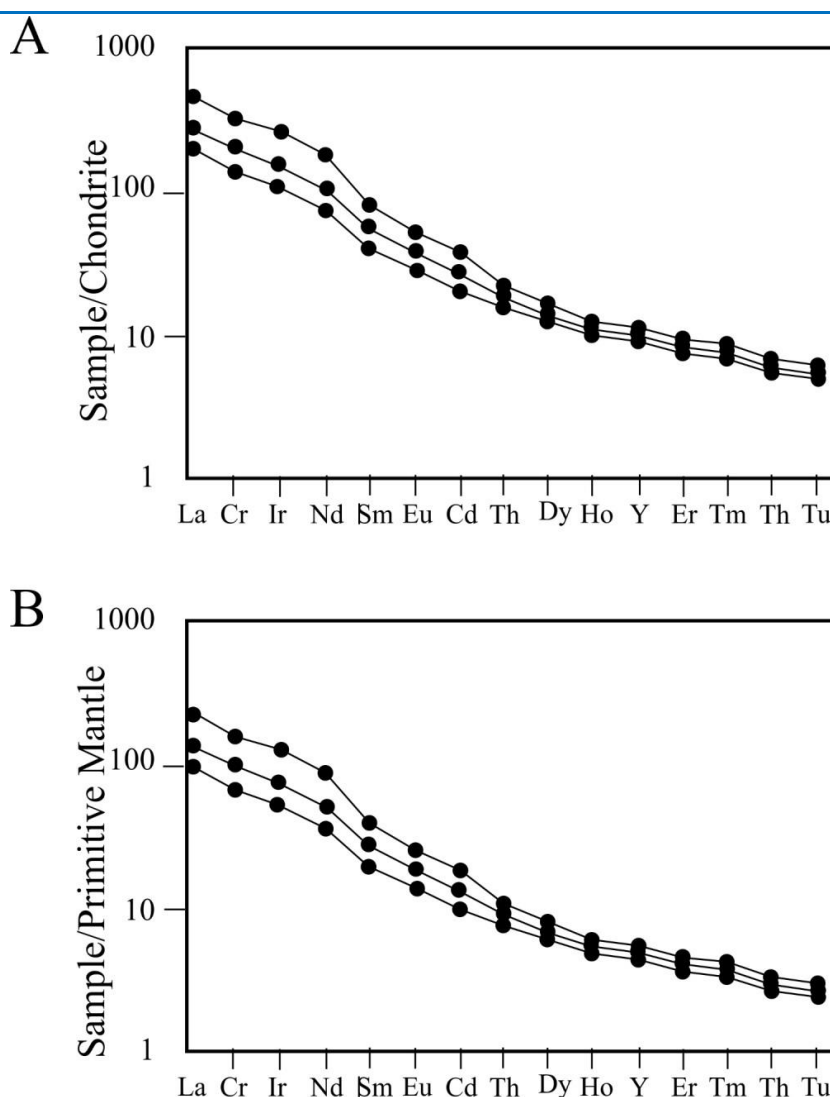 A
1000
100
10
1
Sample/Chondrite
La Cr Ir Nd Sm Eu Cd Th Dy Ho Y Er Tm Th Tu
B
1000
100
10
1
Sample/Primitive Mantle
La Cr Ir Nd Sm Eu Cd Th Dy Ho Y Er Tm Th Tu